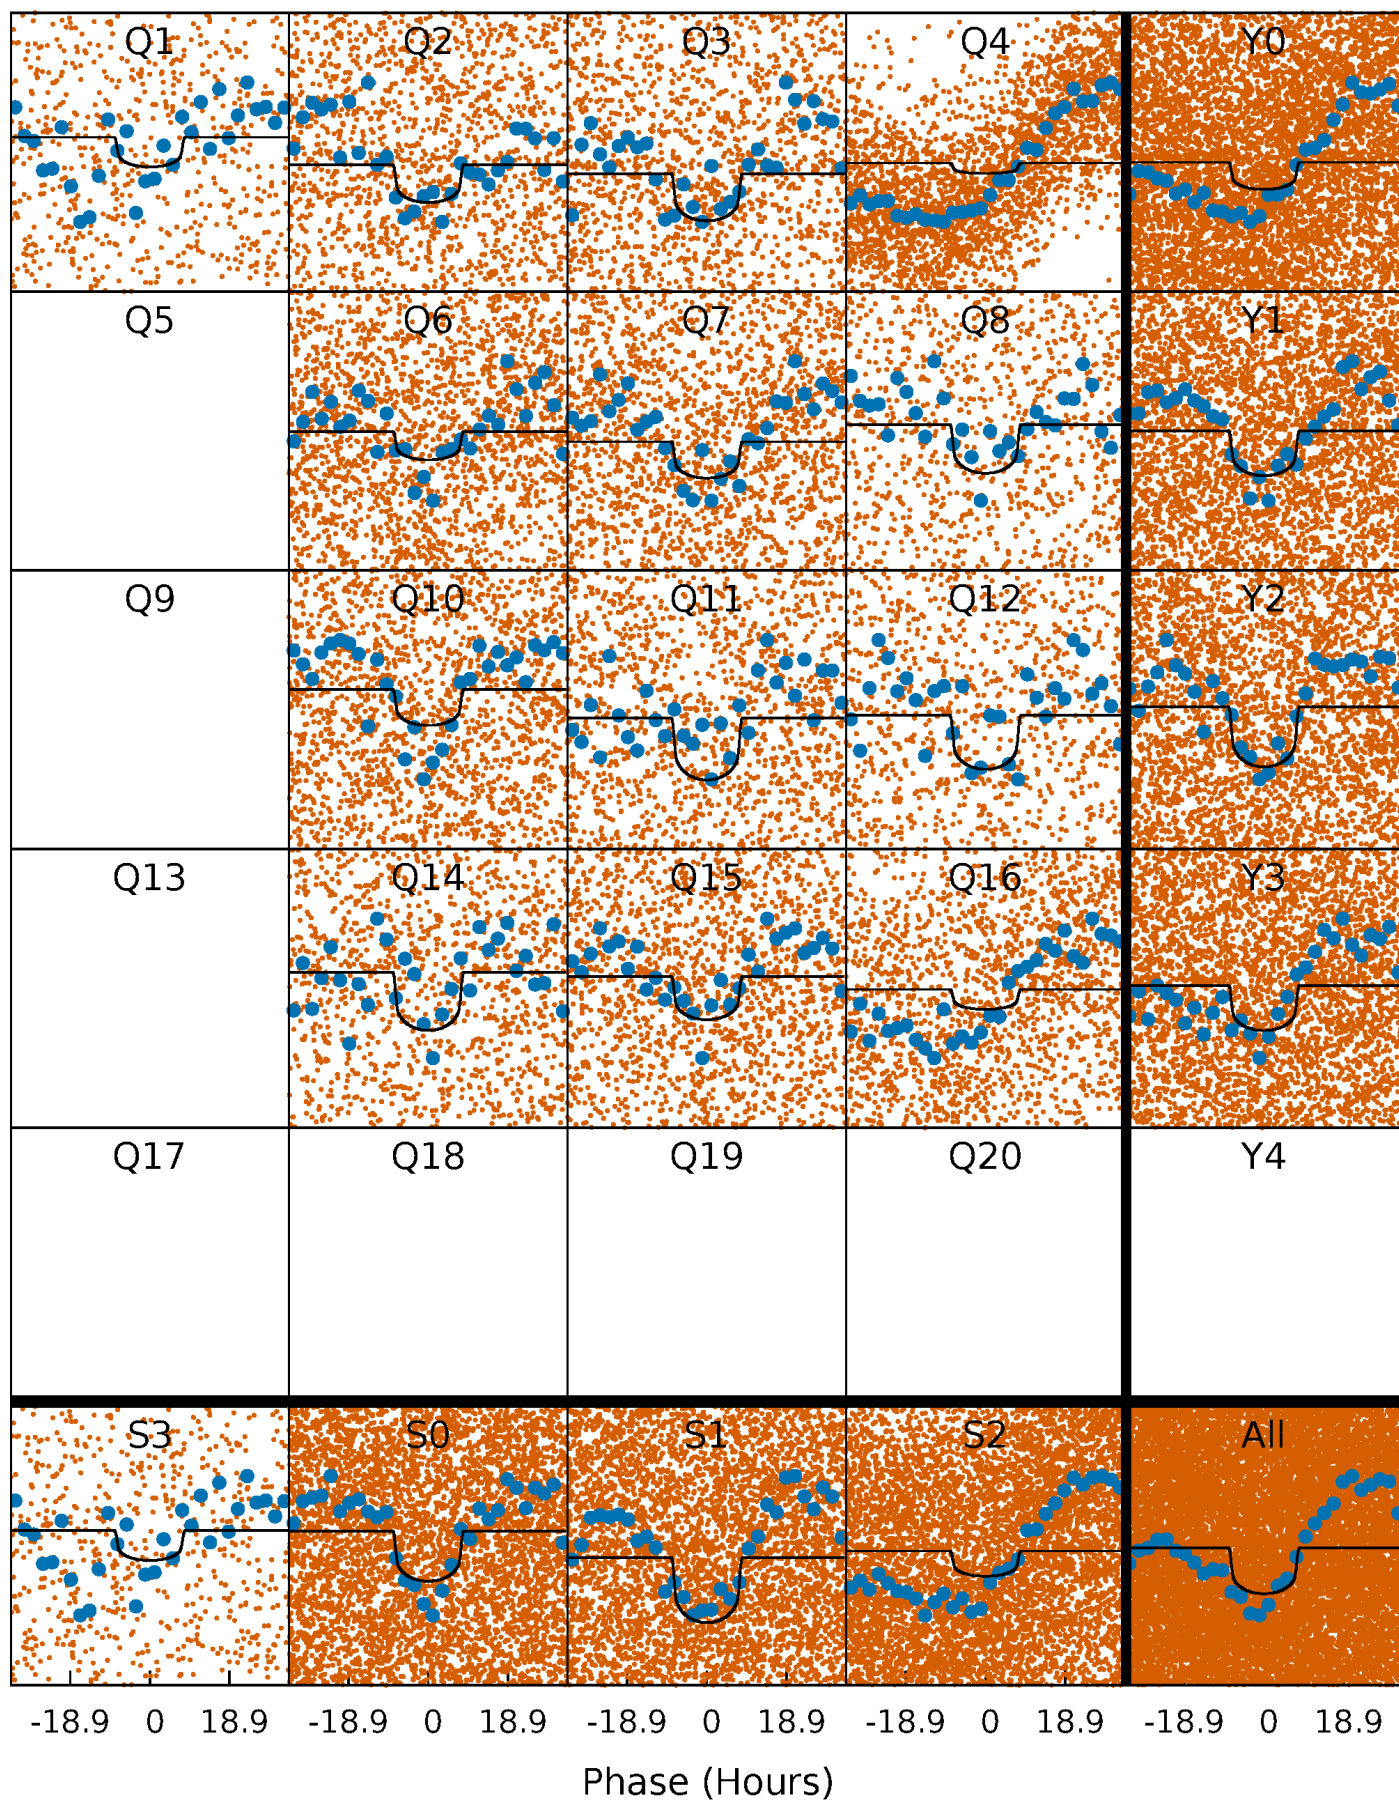 Q1 Q2 Q3 Q4 Y0
Q5 Q6 Q7 Q8 Y1
Q9 Q10 Q11 Q12 Y2
Q13 Q14 Q15 Q16 Y3
Q17 Q18 Q19 Q20 Y4
S3 S0 S1 S2 All
-18.9 0 18.9 -18.9 0 18.9 -18.9 0 18.9 -18.9 0 18.9 -18.9 0 18.9
Phase (Hours)